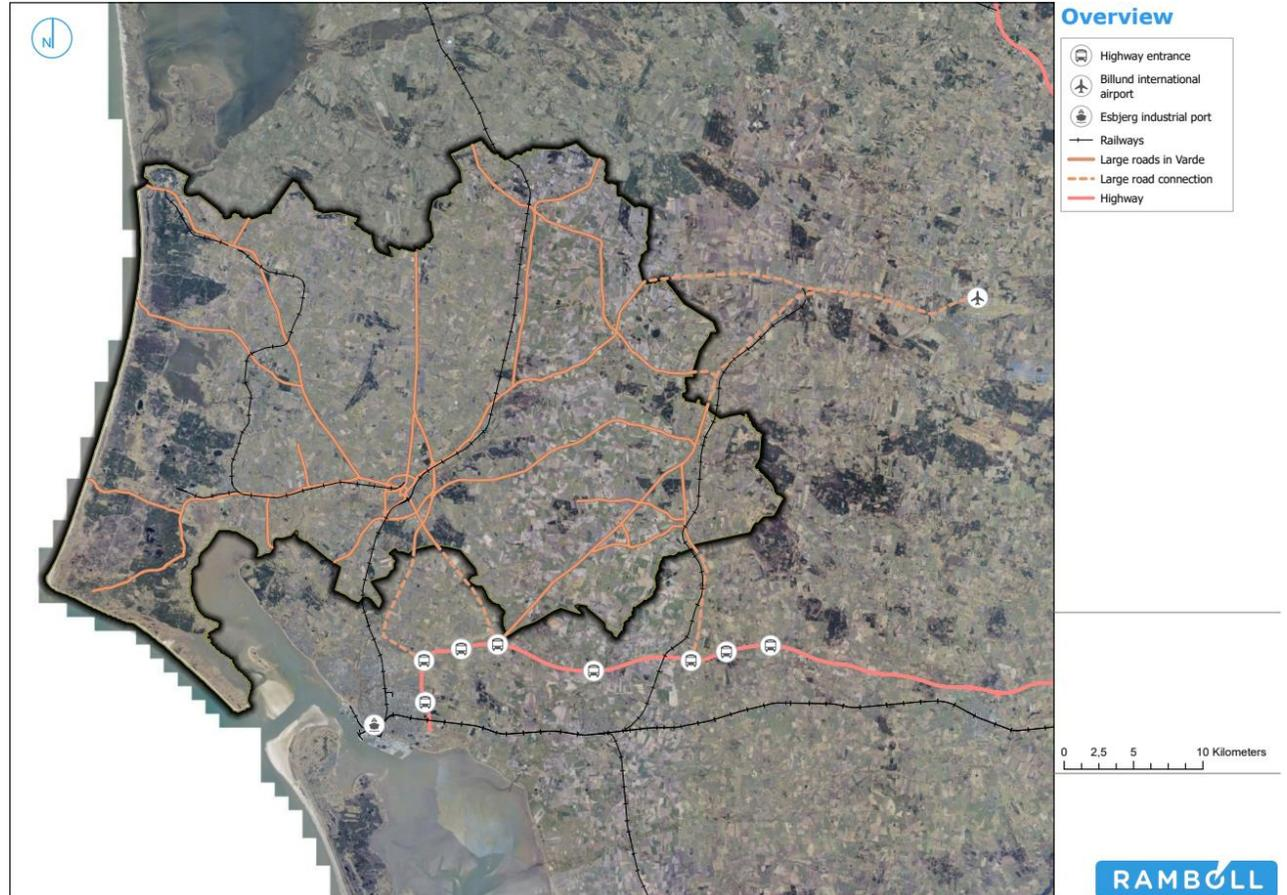 N
Overview
Highway entrance
Billund international
airport
Esbjerg industrial port
Railways
Large roads in Varde
Large road connection
Highway
0 2,5 5 10 Kilometers
RAMBOLL